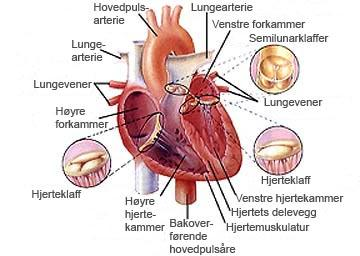 Hovedpuls-
arterie
Lungearterie
Venstre forkammer
Semilunarklaffer
Lunge-
arterie
Lungevener
Lungevener
Høyre
forkammer
Hjerteklaff
Hjerteklaff
Høyre
hjerte-
kammer
Bakover-
førende
hovedpulsåre
Venstre hjertekammer
Hjertets delevegg
Hjertemuskulatur